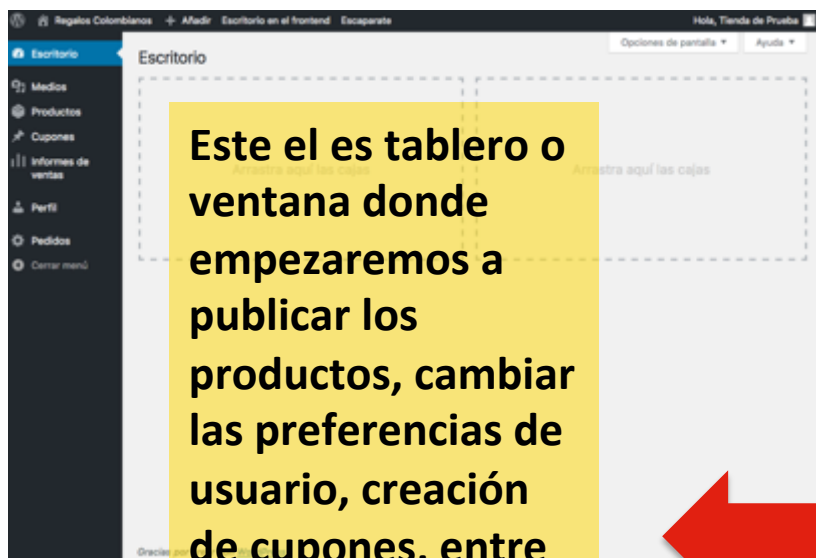 Regalos Colombianos + Añadir Escritorio en el frontend Escaparate Hola, Tienda de Prueba
Opciones de pantalla ▼ Ayuda ▼
Escritorio
Escritorio
Medios
Productos
Cupones
Informes de
ventas
Perfil
Pedidos
Cerrar menú
Arrastra aquí las cajas
Arrastra aquí las cajas
Este el es tablero o
ventana donde
empezaremos a
publicar los
productos, cambiar
las preferencias de
usuario, creación
de cupones, entre
Gracias